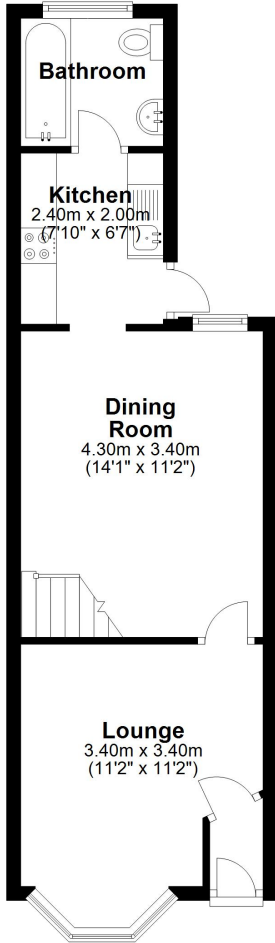 Bathroom
Kitchen
2.40m x 2.00m
(7'10" x 6'7")
Dining
Room
4.30m x 3.40m
(14'1" x 11'2")
Lounge
3.40m x 3.40m
(11'2" x 11'2")